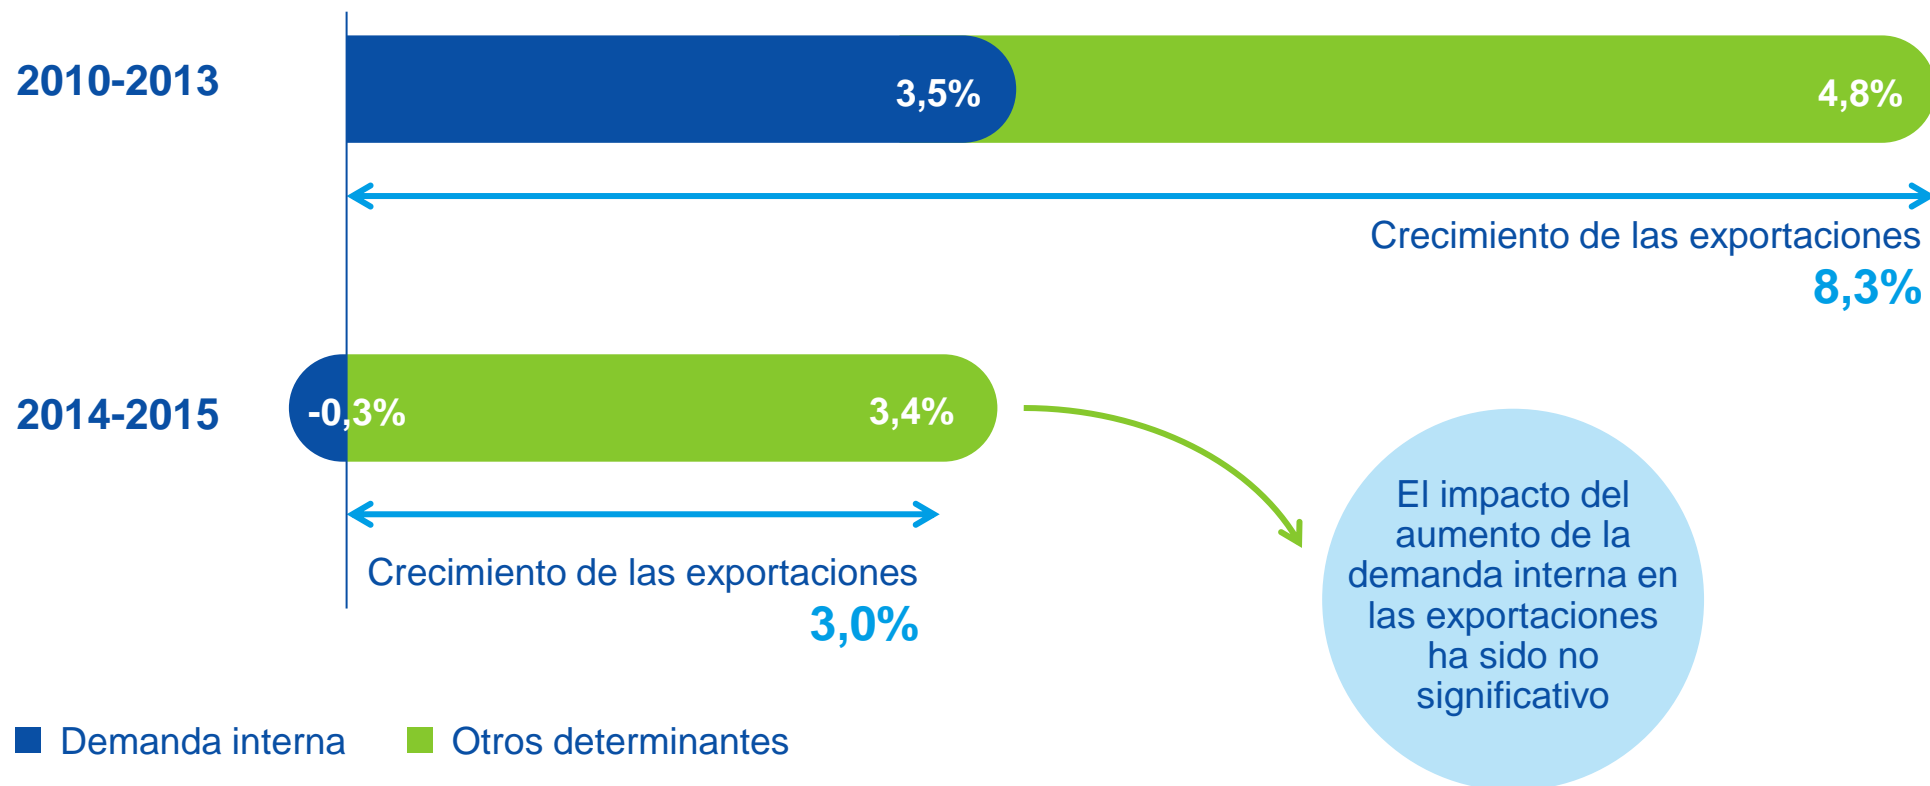 2010-2013
3,5%
4,8%
Crecimiento de las exportaciones
8,3%
2014-2015
-0,3%
3,4%
Crecimiento de las exportaciones
3,0%
El impacto del
aumento de la
demanda interna en
las exportaciones
ha sido no
significativo
Demanda interna
Otros determinantes